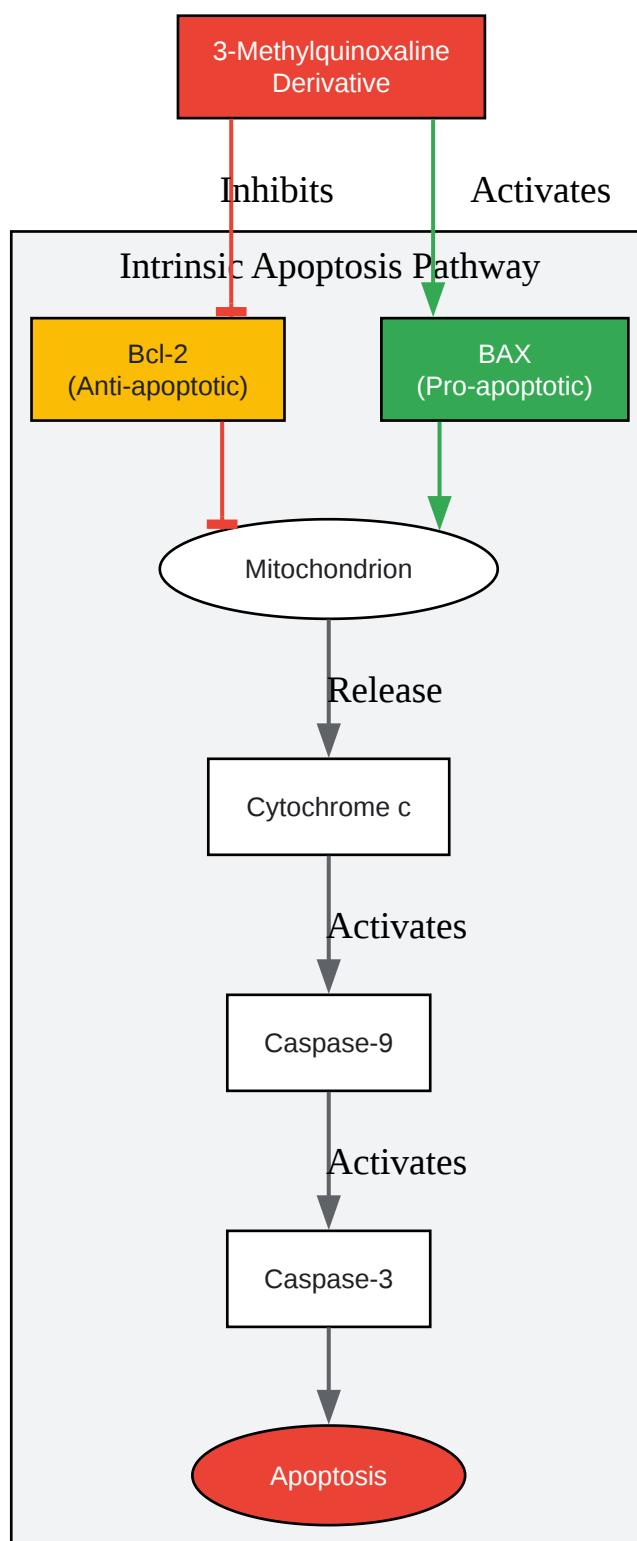 3-Methylquinoxaline
Derivative
Inhibits
Activates
Intrinsic Apoptosis Pathway
Bcl-2
(Anti-apoptotic)
BAX
(Pro-apoptotic)
Mitochondrion
Release
Cytochrome c
Activates
Caspase-9
Activates
Caspase-3
Apoptosis